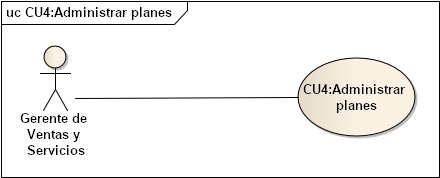 uc CU4:Administrar planes
CU4:Administrar
planes
Gerente de
Ventas y
Servicios